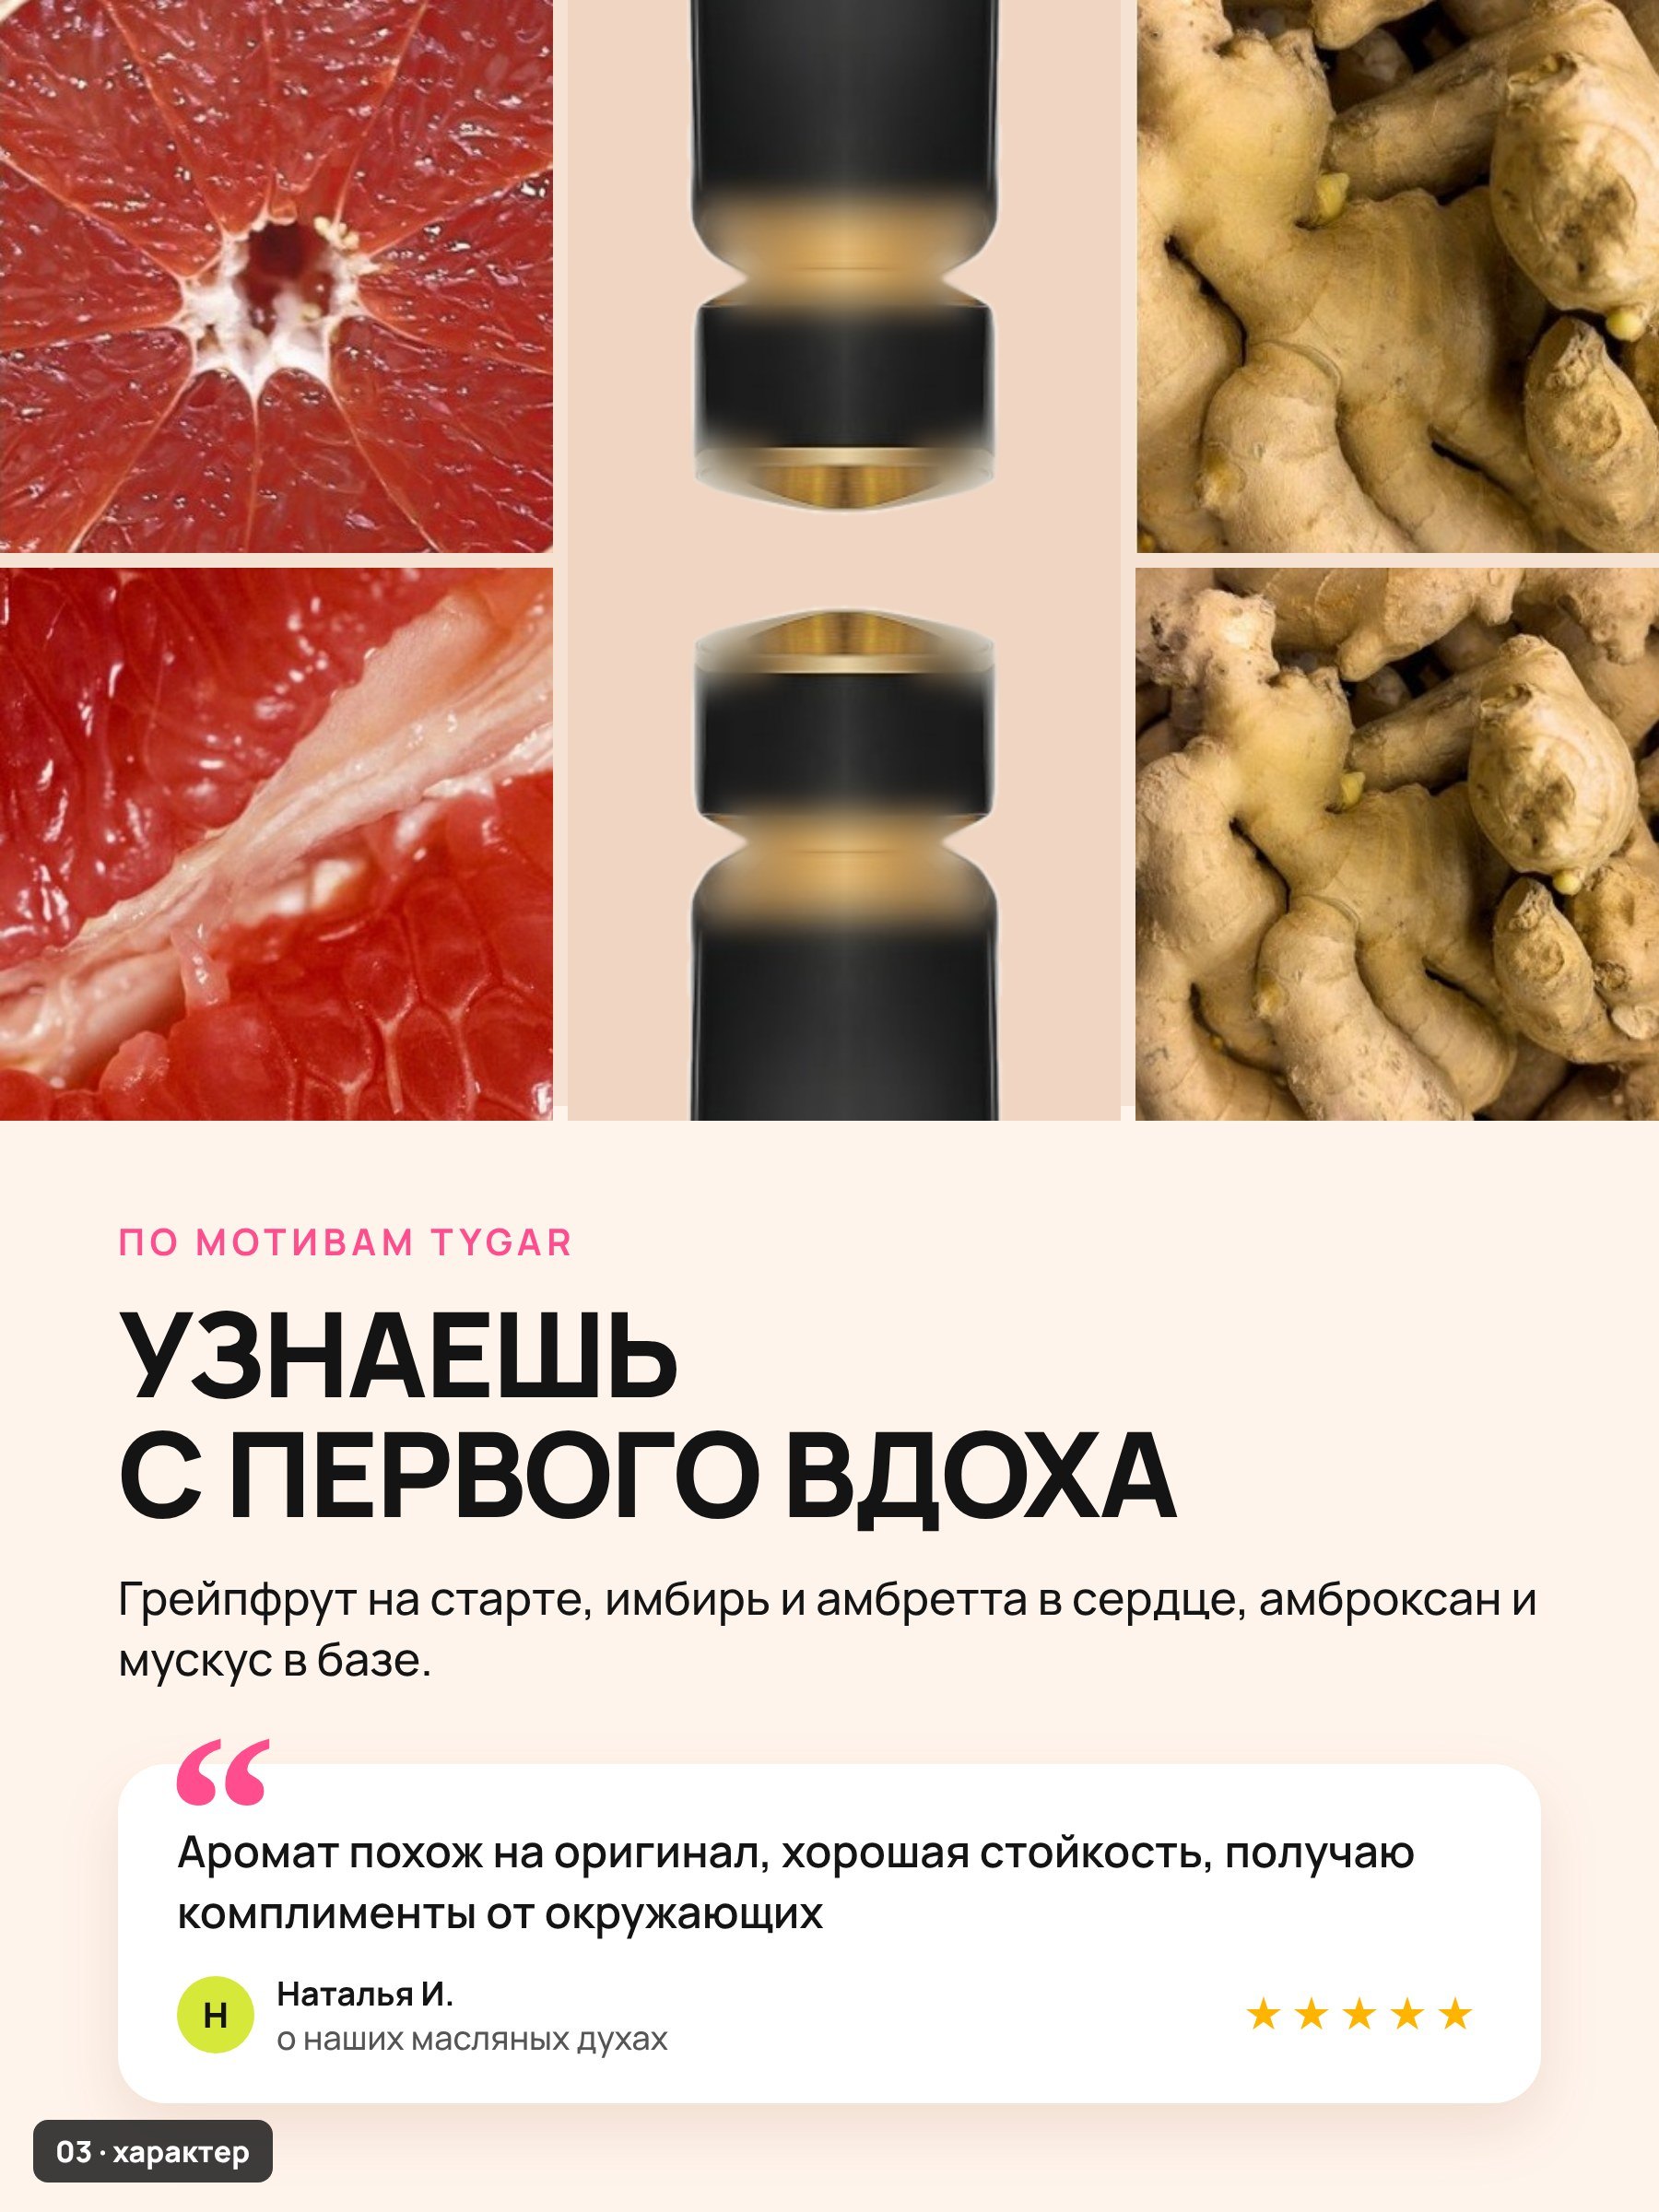 ПО МОТИВАМ TYGAR
УЗНАЕШЬ
С ПЕРВОГО ВДОХА
Грейпфрут на старте, имбирь и амбретта в сердце, амброксан и
мускус в базе.
“
Аромат похож на оригинал, хорошая стойкость, получаю
комплименты от окружающих
Н
Наталья И.
о наших масляных духах
★★★★★
03 · характер